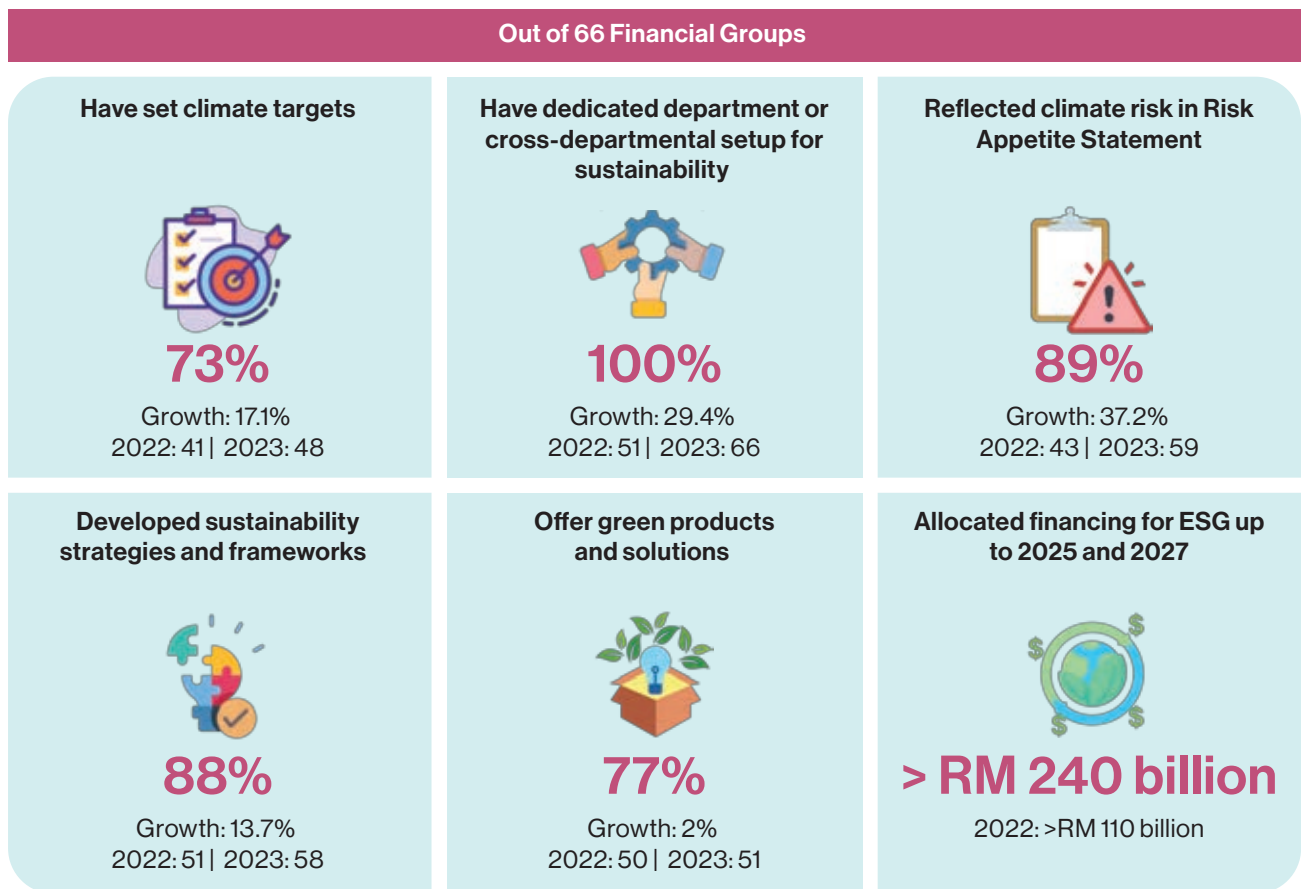 Out of 66 Financial Groups
Have set climate targets
73%
Growth: 17.1%
2022: 41 | 2023: 48
Have dedicated department or
cross-departmental setup for
sustainability
100%
Growth: 29.4%
2022: 51 | 2023: 66
Reflected climate risk in Risk
Appetite Statement
89%
Growth: 37.2%
2022: 43 | 2023: 59
Developed sustainability
strategies and frameworks
88%
Growth: 13.7%
2022: 51 | 2023: 58
Offer green products
and solutions
77%
Growth: 2%
2022: 50 | 2023: 51
Allocated financing for ESG up
to 2025 and 2027
$
$
$
$
> RM 240 billion
2022: >RM 110 billion